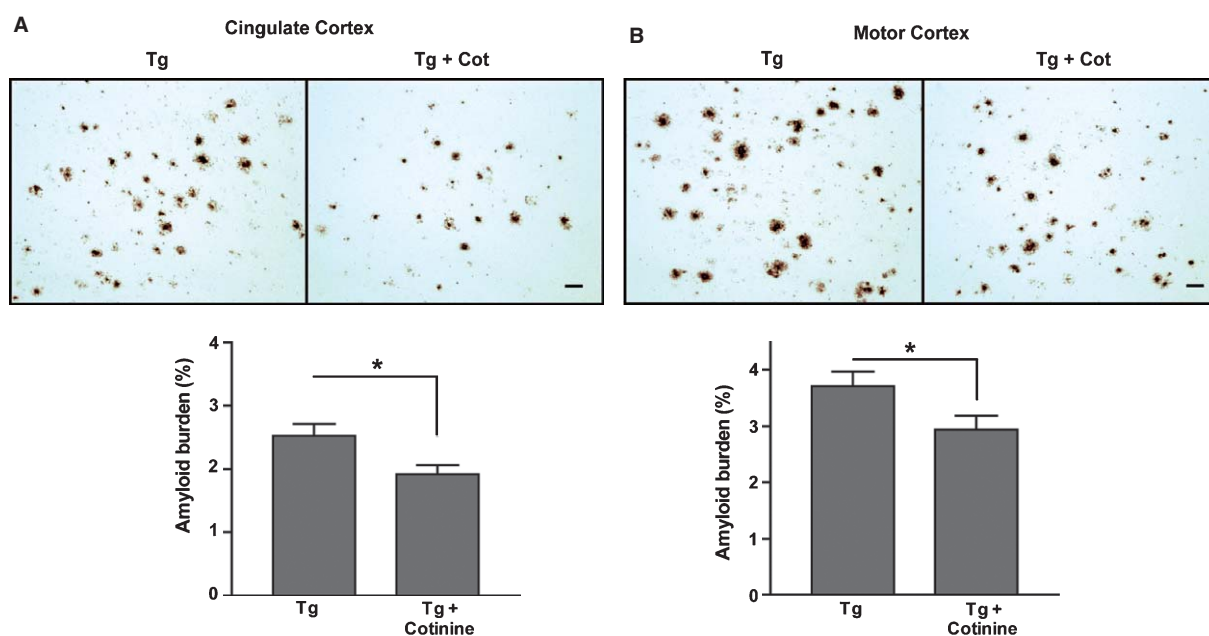 A
Cingulate Cortex
Tg
Tg + Cot
B
Motor Cortex
Tg
Tg + Cot
Amyloid burden (%)
4
3
2
1
0
*
Tg
Tg +
Cotinine
Amyloid burden (%)
4
3
2
1
0
*
Tg
Tg +
Cotinine